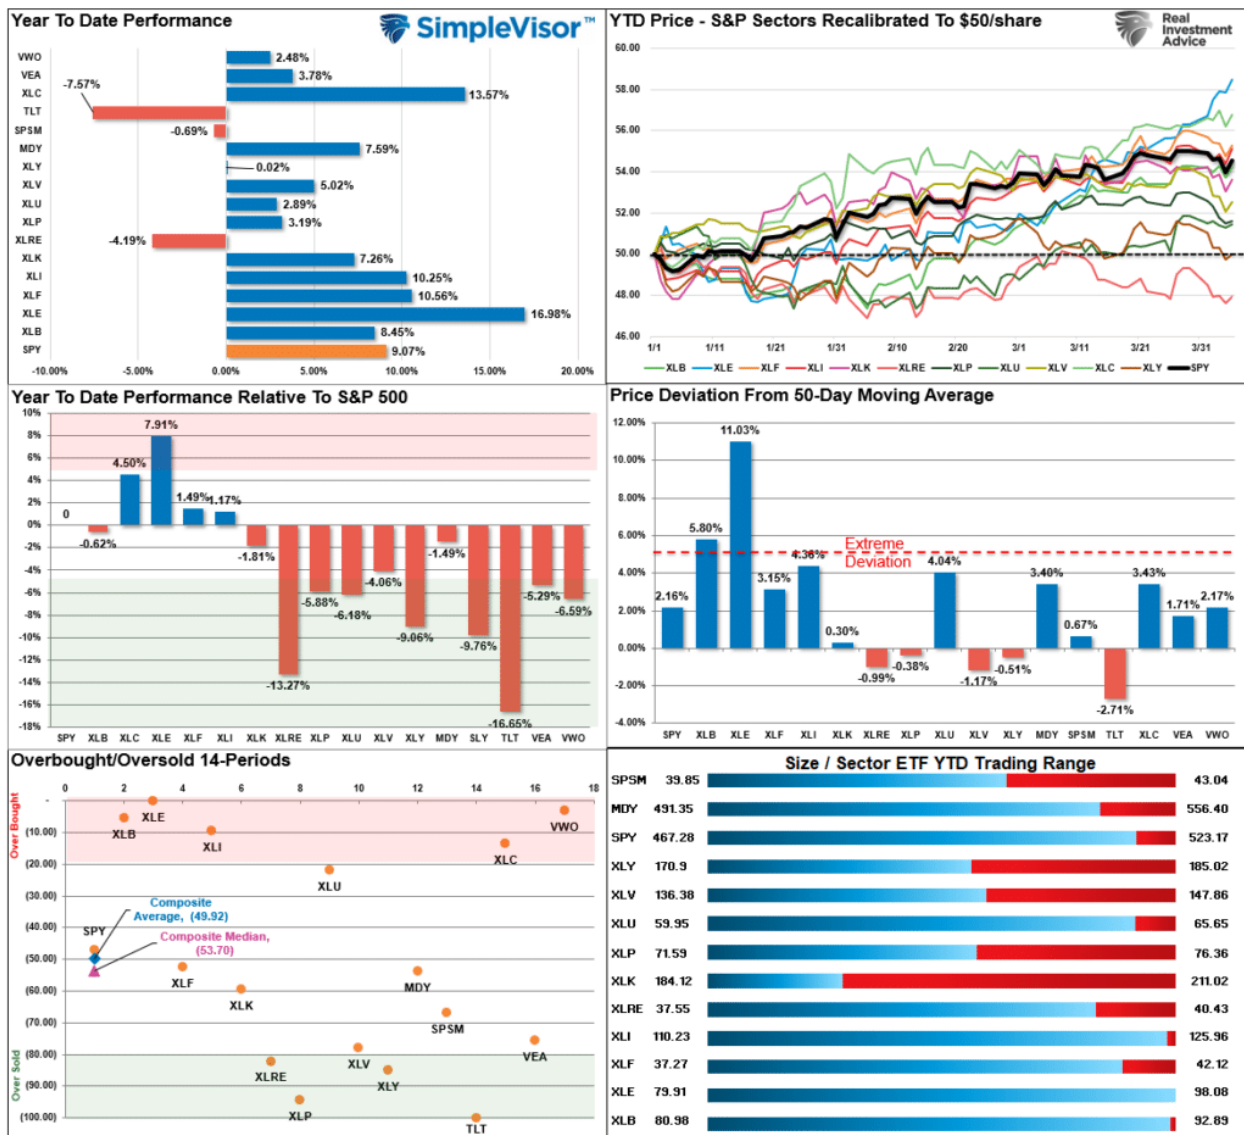 Year To Date Performance
SimpleVisor™
VWO 2.48%
VEA 3.78%
XLC 13.57%
TLT -7.57%
SPSM -0.69%
MDY 7.59%
XLY 0.02%
XLV 5.02%
XLU 2.89%
XLP 3.19%
XLRE -4.19%
XLK 7.26%
XLI 10.25%
XLF 10.56%
XLE 16.98%
XLB 8.45%
SPY 9.07%
-10.00% -5.00% 0.00% 5.00% 10.00% 15.00% 20.00%
YTD Price - S&P Sectors Recalibrated To $50/share
Real
Investment
Advice
60.00
58.00
56.00
54.00
52.00
50.00
48.00
46.00
1/1 1/11 1/21 1/31 2/10 2/20 3/1 3/11 3/21 3/31
XLB XLE XLF XLI XLK XLRE XLP XLU XLV XLC XLY SPY
Year To Date Performance Relative To S&P 500
10%
8%
6%
4%
2%
0%
-2%
-4%
-6%
-8%
-10%
-12%
-14%
-16%
-18%
0 -0.62% 4.50% 7.91% 1.49% 1.17% -1.81% -13.27% -5.88% -6.18% -4.06% -9.06% -1.49% -9.76% -16.65% -5.29% -6.59%
SPY XLB XLC XLE XLF XLI XLK XLRE XLP XLU XLV XLY MDY SLY TLT VEA VWO
Price Deviation From 50-Day Moving Average
12.00%
10.00%
8.00%
6.00%
4.00%
2.00%
0.00%
-2.00%
-4.00%
Extreme
Deviation
2.16% 5.80% 11.03% 3.15% 4.36% 0.30% -0.99% -0.38% 4.04% -1.17% -0.51% 3.40% 0.67% -2.71% 3.43% 1.71% 2.17%
SPY XLB XLE XLF XLI XLK XLRE XLP XLU XLV XLY MDY SPSM TLT XLC VEA VWO
Overbought/Oversold 14-Periods
0 2 4 6 8 10 12 14 16 18
-
(10.00)
(20.00)
(30.00)
(40.00)
(50.00)
(60.00)
(70.00)
(80.00)
(90.00)
(100.00)
Over Bought
Over Sold
XLE
XLB
XLI
VWO
XLC
XLU
Composite
Average, (49.92)
SPY
Composite Median,
(53.70)
XLF
XLK
MDY
SPSM
VEA
XLV
XLRE
XLY
XLP
TLT
Size / Sector ETF YTD Trading Range
SPSM 39.85 43.04
MDY 491.35 556.40
SPY 467.28 523.17
XLY 170.9 185.02
XLV 136.38 147.86
XLU 59.95 65.65
XLP 71.59 76.36
XLK 184.12 211.02
XLRE 37.55 40.43
XLI 110.23 125.96
XLF 37.27 42.12
XLE 79.91 98.08
XLB 80.98 92.89